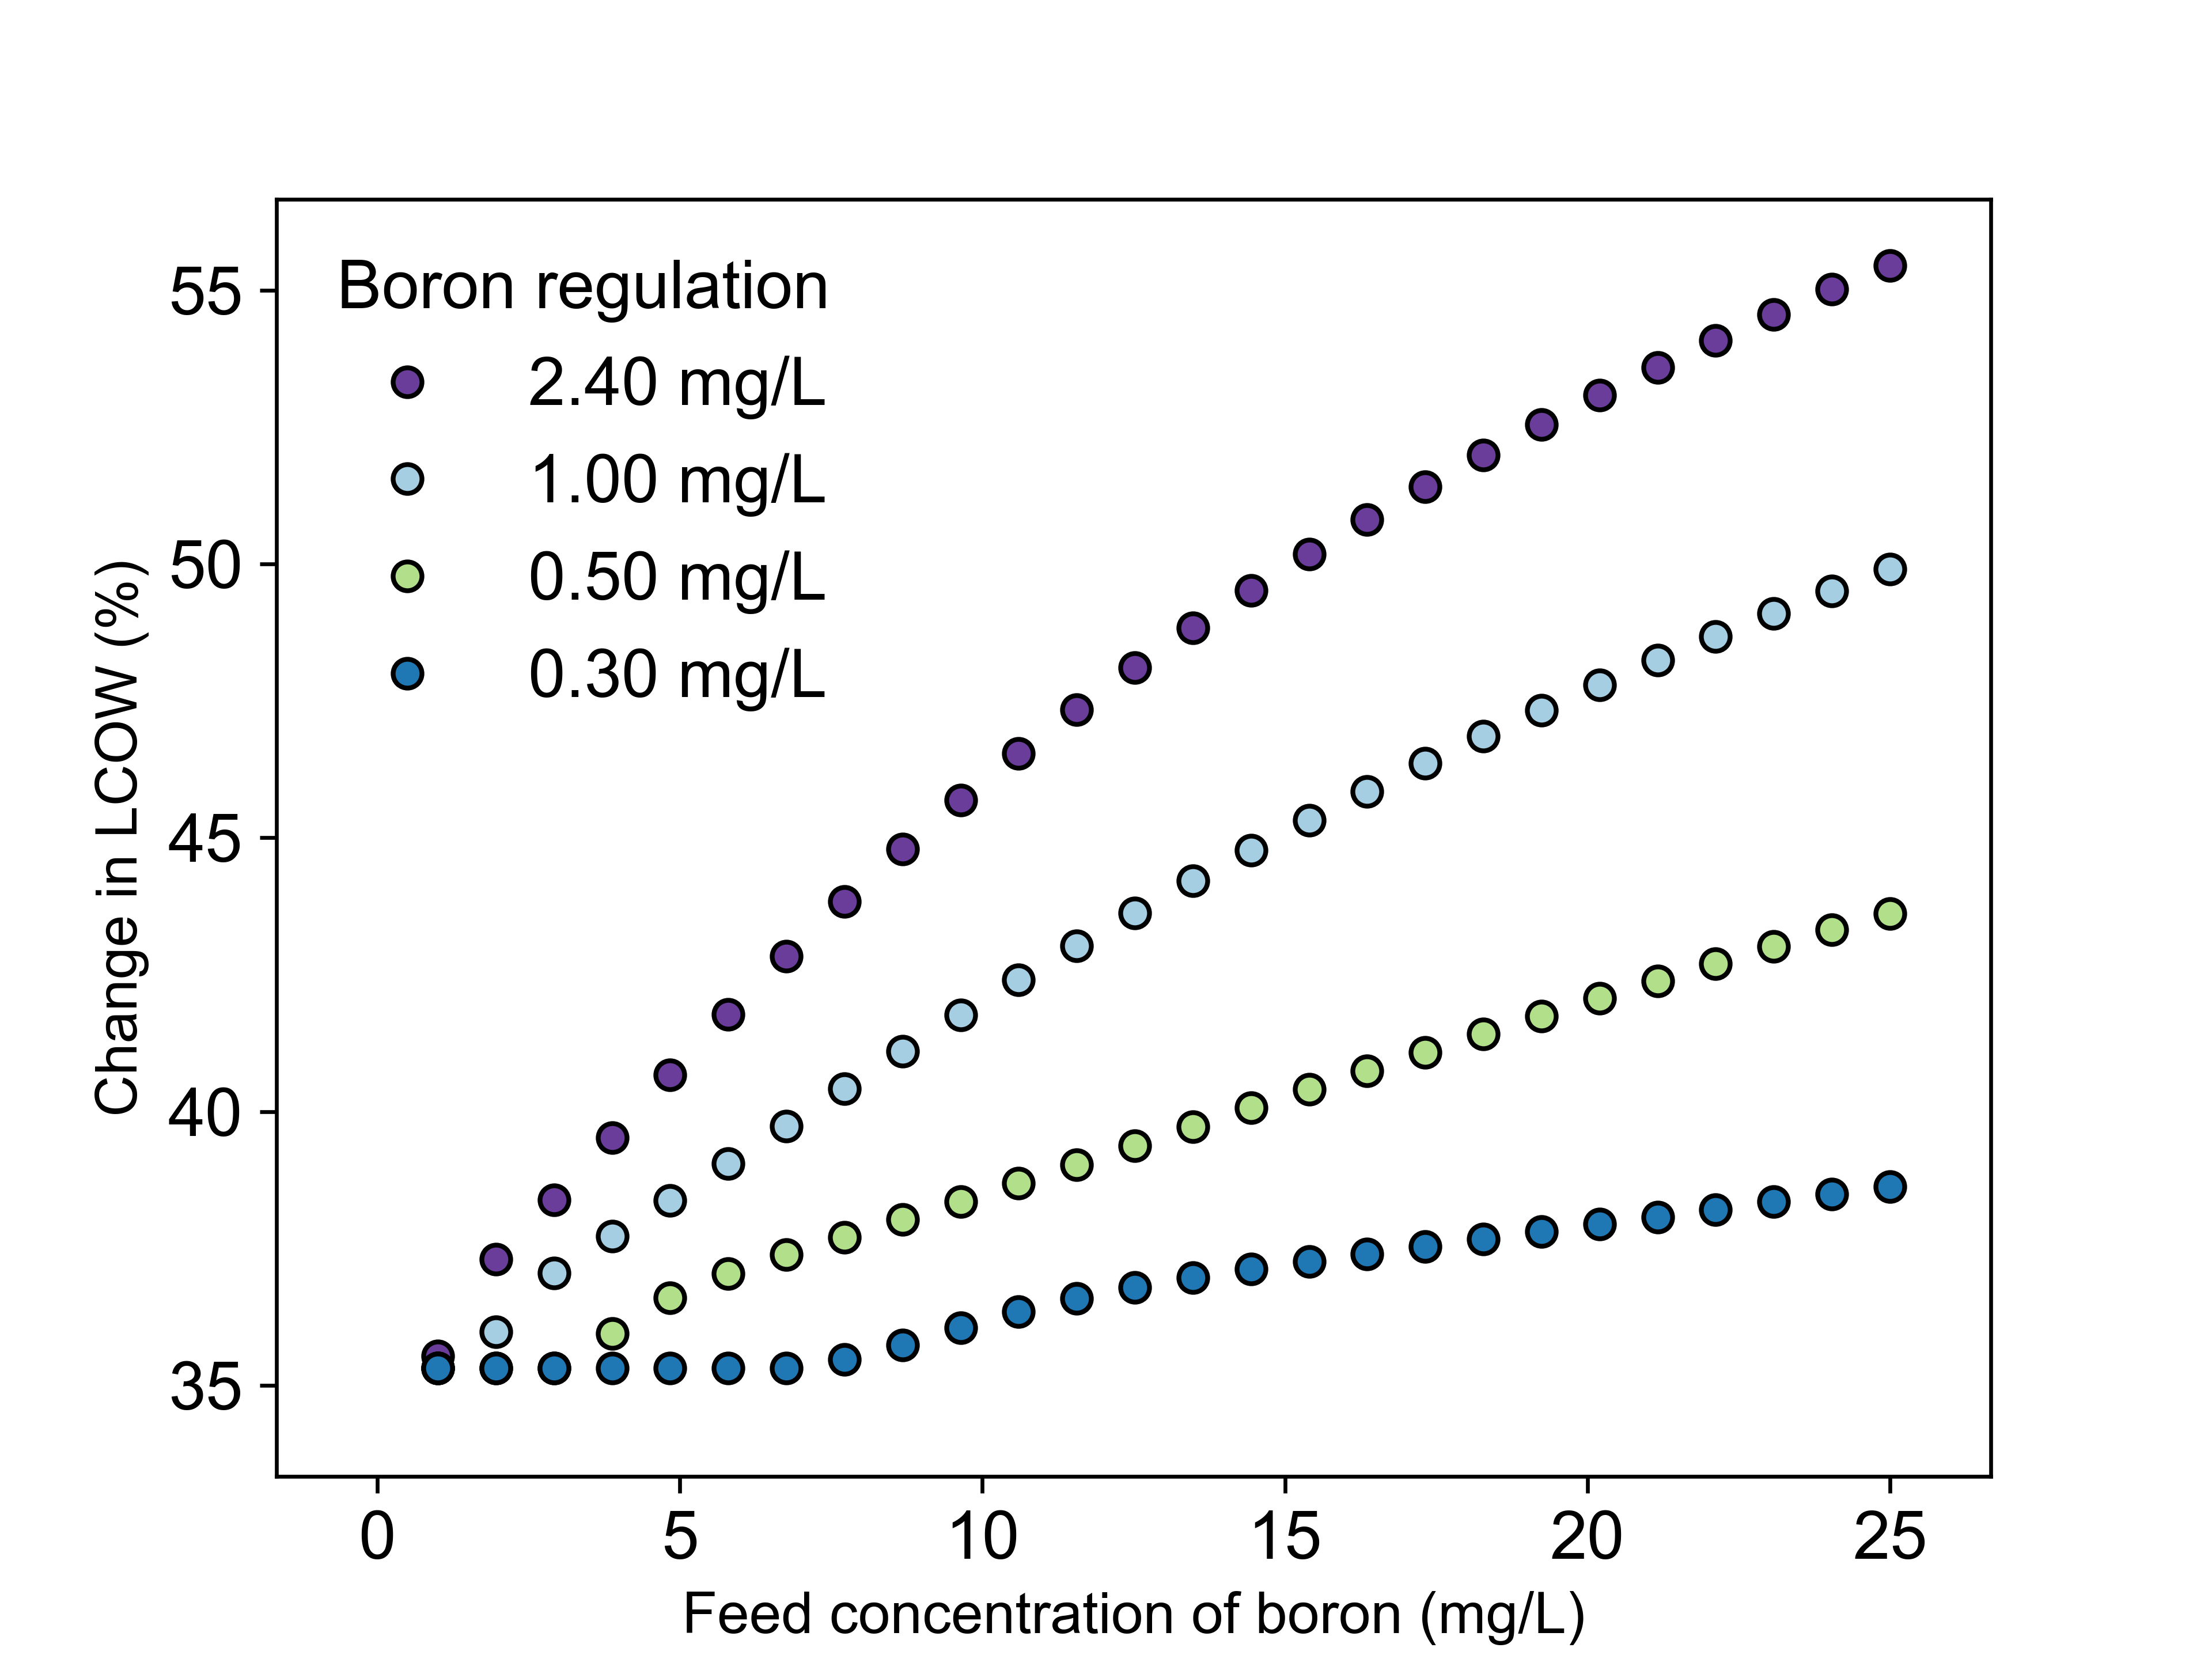 Boron regulation
2.40 mg/L
1.00 mg/L
0.50 mg/L
0.30 mg/L
Change in LCOW (%)
55
50
45
40
35
0 5 10 15 20 25
Feed concentration of boron (mg/L)